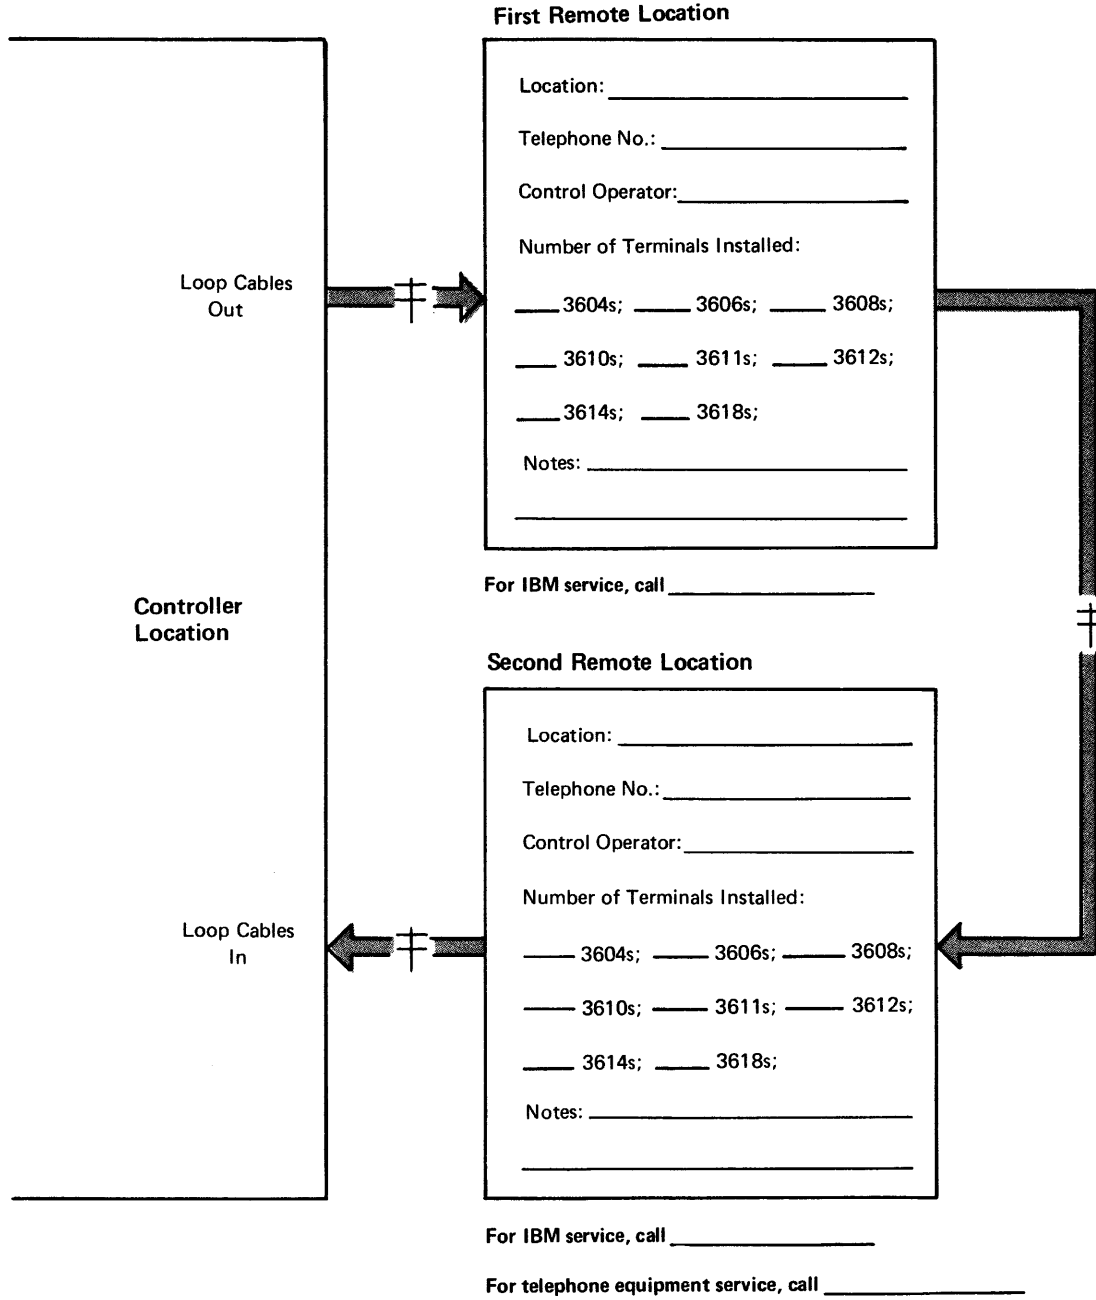 First Remote Location
Location:
Telephone No.:
Control Operator:
Number of Terminals Installed:
3604s; 3606s; 3608s;
3610s; 3611s; 3612s;
3614s; 3618s;
Notes:
For IBM service, call
Loop Cables
Out
Controller
Location
Loop Cables
In
Second Remote Location
Location:
Telephone No.:
Control Operator:
Number of Terminals Installed:
3604s; 3606s; 3608s;
3610s; 3611s; 3612s;
3614s; 3618s;
Notes:
For IBM service, call
For telephone equipment service, call